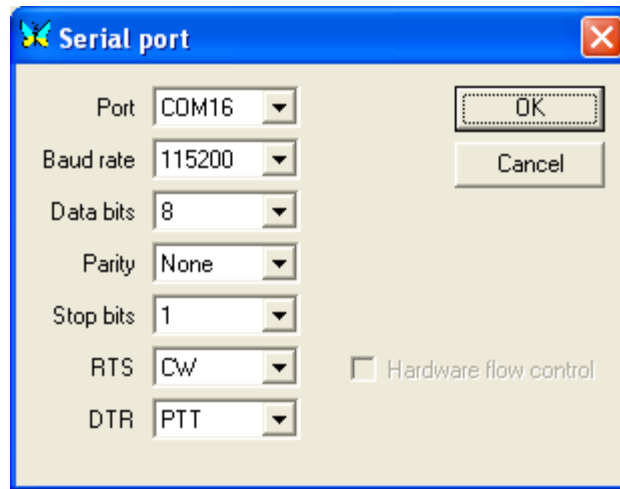 Serial port
Port COM16 OK
Baud rate 115200 Cancel
Data bits 8
Parity None
Stop bits 1
RTS CW Hardware flow control
DTR PTT